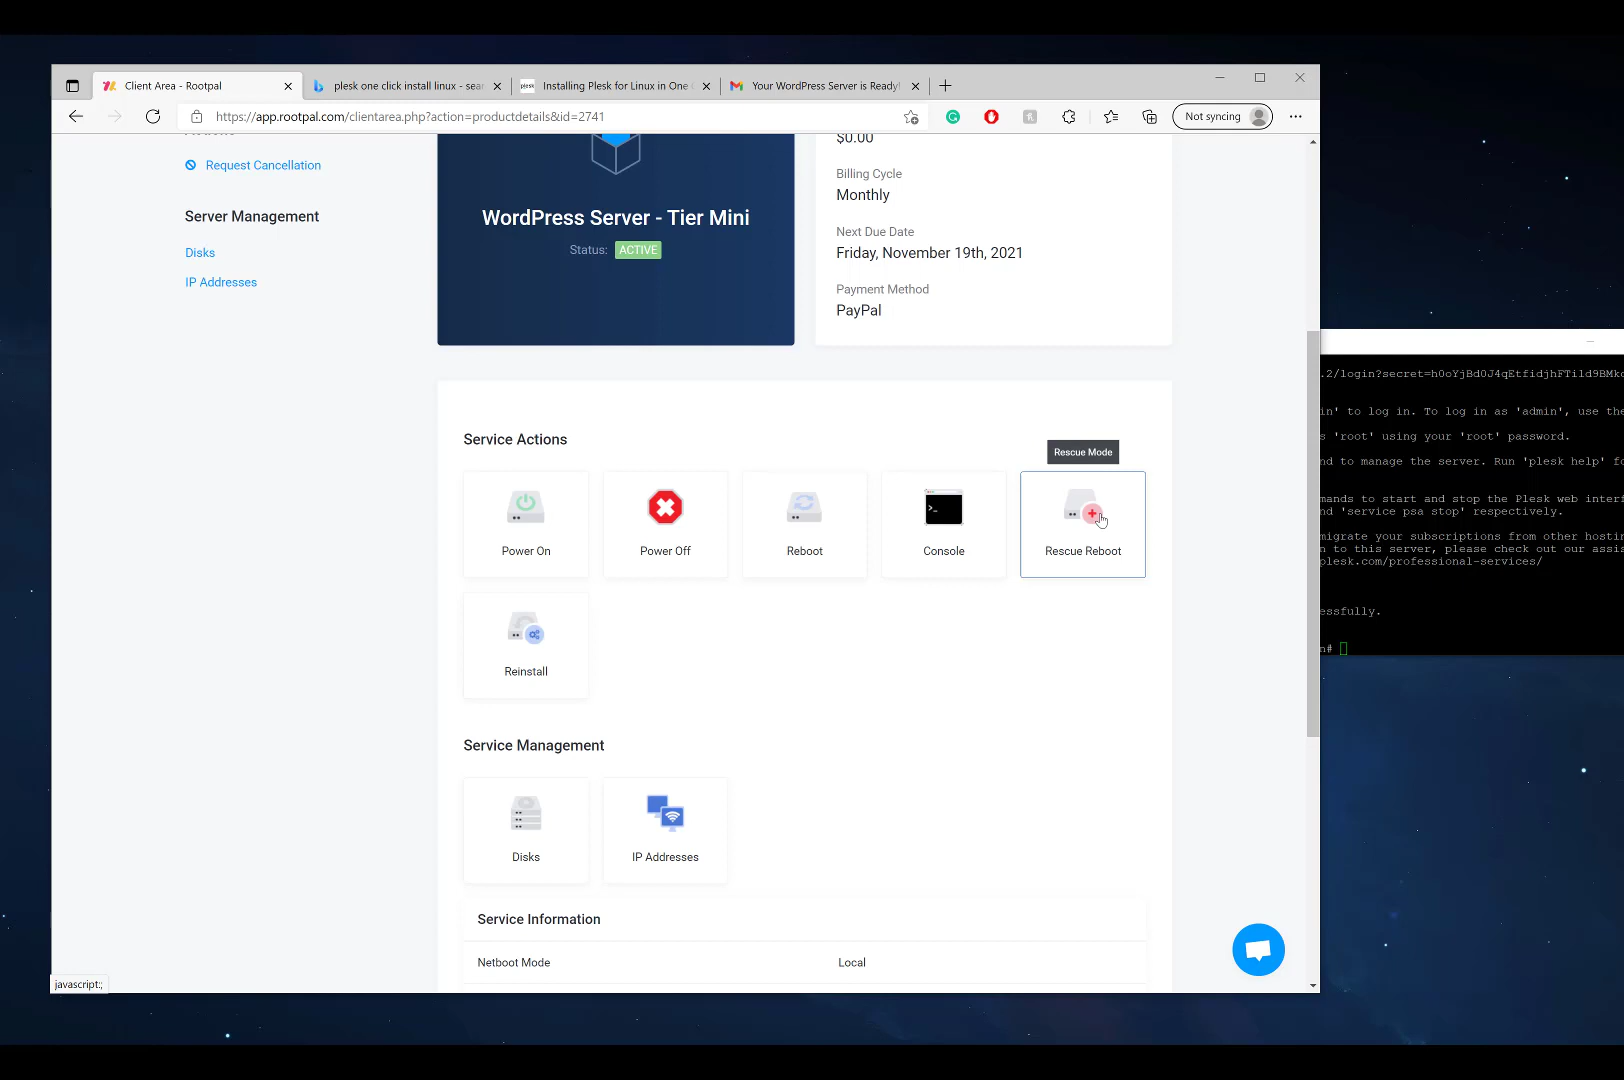 Client Area - Rootpal
plesk one click install linux - sear
plesk
Installing Plesk for Linux in One
Your WordPress Server is Ready!
https://app.rootpal.com/clientarea.php?action=productdetails&id=2741
Not syncing
Request Cancellation
Server Management
Disks
IP Addresses
WordPress Server - Tier Mini
Status: ACTIVE
$0.00
Billing Cycle
Monthly
Next Due Date
Friday, November 19th, 2021
Payment Method
PayPal
Service Actions
Rescue Mode
Power On
Power Off
Reboot
Console
Rescue Reboot
Reinstall
Service Management
Disks
IP Addresses
Service Information
Netboot Mode
Local
javascript:;
in' to log in. To log in as 'admin', use the
s 'root' using your 'root' password.
nd to manage the server. Run 'plesk help' fo
mands to start and stop the Plesk web interf
nd 'service psa stop' respectively.
migrate your subscriptions from other hostin
n to this server, please check out our assis
plesk.com/professional-services/
essfully.
n#